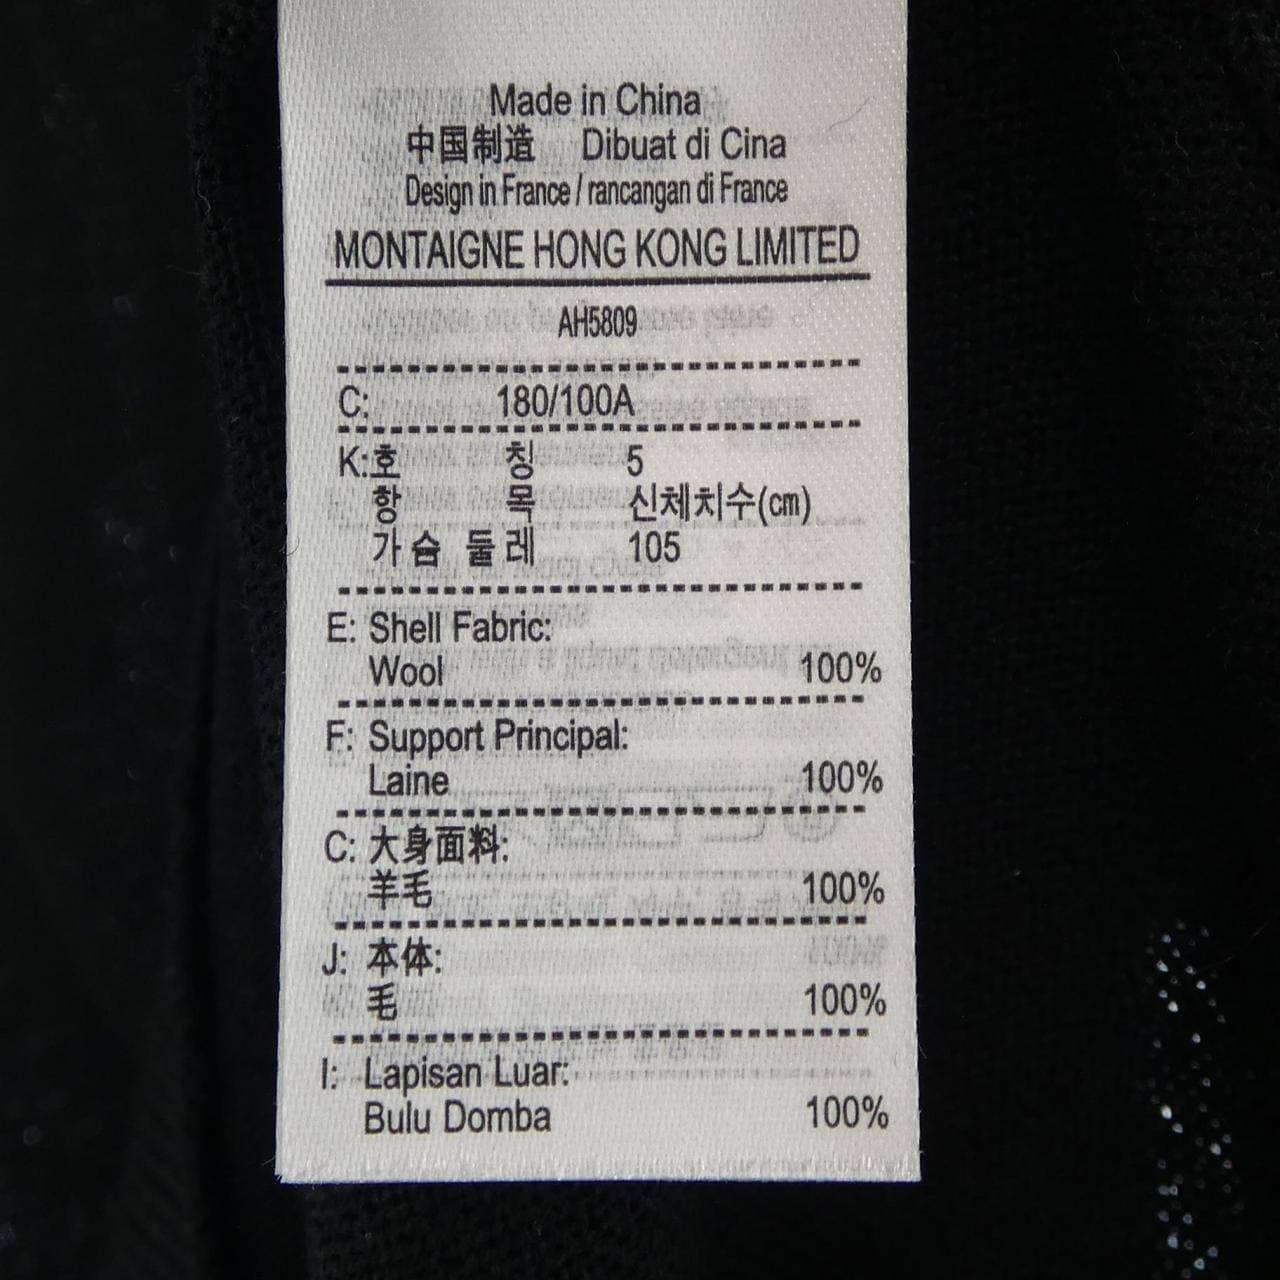 Made in China
中国制造 Dibuat di Cina
Design in France / rancangan di France
MONTAIGNE HONG KONG LIMITED
AH5809
C: 180/100A
K:호 칭 5
항 목 신체치수(cm)
가 슴 둘 레 105
E: Shell Fabric:
Wool 100%
F: Support Principal:
Laine 100%
C: 大身面料:
羊毛 100%
J: 本体:
毛 100%
I: Lapisan Luar:
Bulu Domba 100%